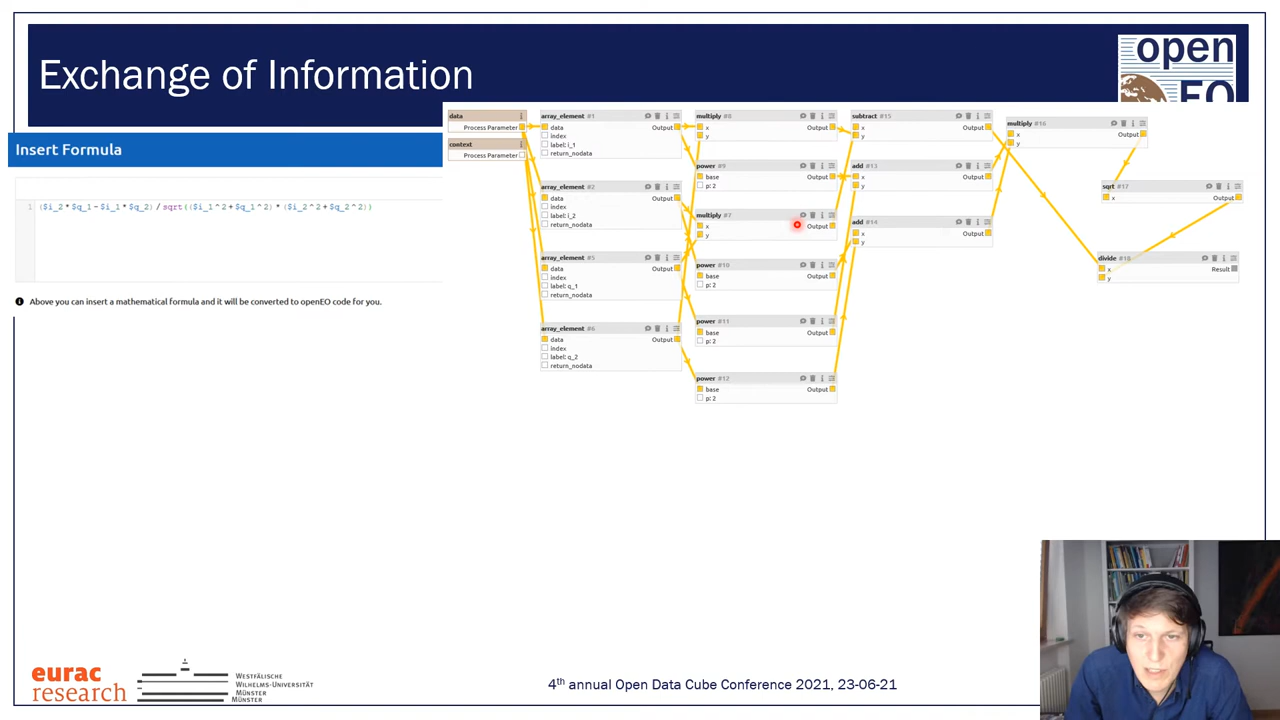 Exchange of Information
open
EO
Insert Formula
1 ($i_2*$q_1-$i_1*$q_2)/sqrt(($i_1^2+$q_1^2)*($i_2^2+$q_2^2))
Above you can insert a mathematical formula and it will be converted to openEO code for you.
data
Process Parameter
context
Process Parameter
array_element #1
data Output
index
label: i_1
return_nodata
array_element #2
data Output
index
label: i_2
return_nodata
array_element #5
data Output
index
label: q_1
return_nodata
array_element #6
data Output
index
label: q_2
return_nodata
multiply #8
x Output
y
power #9
base Output
p: 2
multiply #7
x Output
y
power #10
base Output
p: 2
power #11
base Output
p: 2
power #12
base Output
p: 2
subtract #15
x Output
y
add #13
x Output
y
add #14
x Output
y
multiply #16
x Output
y
sqrt #17
x Output
divide #18
x Result
y
eurac
research
WESTFÄLISCHE
WILHELMS-UNIVERSITÄT
MÜNSTER
4th annual Open Data Cube Conference 2021, 23-06-21